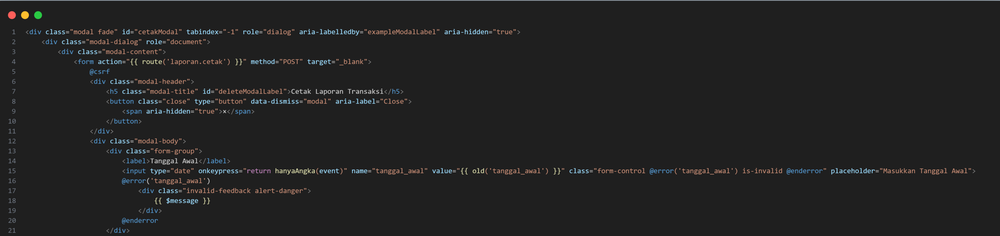 1 <div class="modal fade" id="cetakModal" tabindex="-1" role="dialog" aria-labelledby="exampleModalLabel" aria-hidden="true">
2     <div class="modal-dialog" role="document">
3         <div class="modal-content">
4             <form action="{{ route('laporan.cetak') }}" method="POST" target="_blank">
5                 @csrf
6                 <div class="modal-header">
7                     <h5 class="modal-title" id="deleteModalLabel">Cetak Laporan Transaksi</h5>
8                     <button class="close" type="button" data-dismiss="modal" aria-label="Close">
9                         <span aria-hidden="true">×</span>
10                     </button>
11                 </div>
12                 <div class="modal-body">
13                     <div class="form-group">
14                         <label>Tanggal Awal</label>
15                         <input type="date" onkeypress="return hanyaAngka(event)" name="tanggal_awal" value="{{ old('tanggal_awal') }}" class="form-control @error('tanggal_awal') is-invalid @enderror" placeholder="Masukkan Tanggal Awal">
16                         @error('tanggal_awal')
17                             <div class="invalid-feedback alert-danger">
18                                 {{ $message }}
19                             </div>
20                         @enderror
21                     </div>